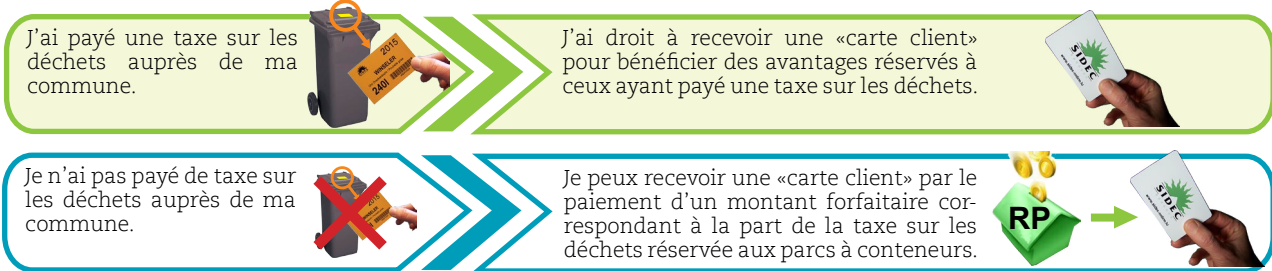 J'ai payé une taxe sur les
déchets auprès de ma
commune.
2015
WINSELER
240l
J'ai droit à recevoir une «carte client»
pour bénéficier des avantages réservés à
ceux ayant payé une taxe sur les déchets.
SIDEC
Je n'ai pas payé de taxe sur
les déchets auprès de ma
commune.
2015
Je peux recevoir une «carte client» par le
paiement d'un montant forfaitaire cor-
respondant à la part de la taxe sur les
déchets réservée aux parcs à conteneurs.
RP
SIDEC